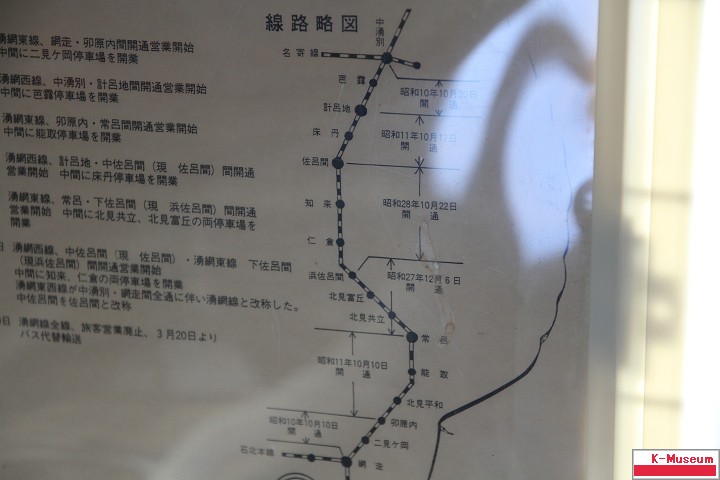 線路略図
湧網東線、網走・卯原内間開通営業開始
中間に二見ケ岡停車場を開業
湧網西線、中湧別・計呂地間開通営業開始
中間に芭露停車場を開業
湧網東線、卯原内・常呂間開通営業開始
中間に能取停車場を開業
湧網西線、計呂地・中佐呂間(現 佐呂間)間開通
営業開始 中間に床丹停車場を開業
湧網東線、常呂・下佐呂間(現 浜佐呂間)間開通
営業開始 中間に北見共立、北見富丘の両停車場を
開業
日 湧網西線、中佐呂間(現 佐呂間)・湧網東線 下佐呂間
(現浜佐呂間)間開通営業開始
中間に知来、仁倉の両停車場を開業
湧網東西線が中湧別・網走間全通に伴い湧網線と改称した。
中佐呂間を佐呂間と改称
日 湧網線全線、旅客営業廃止、3月20日より
バス代替輸送
中湧別
名寄線
芭露
昭和10年10月20日
開通
計呂地
床丹
昭和11年10月17日
開通
佐呂間
知来
昭和28年10月22日
開通
仁倉
浜佐呂間
昭和27年12月6日
開通
北見富丘
北見共立
常呂
昭和11年10月10日
開通
能取
北見平和
卯原内
昭和10年10月10日
開通
二見ケ岡
石北本線
網走
K-Museum